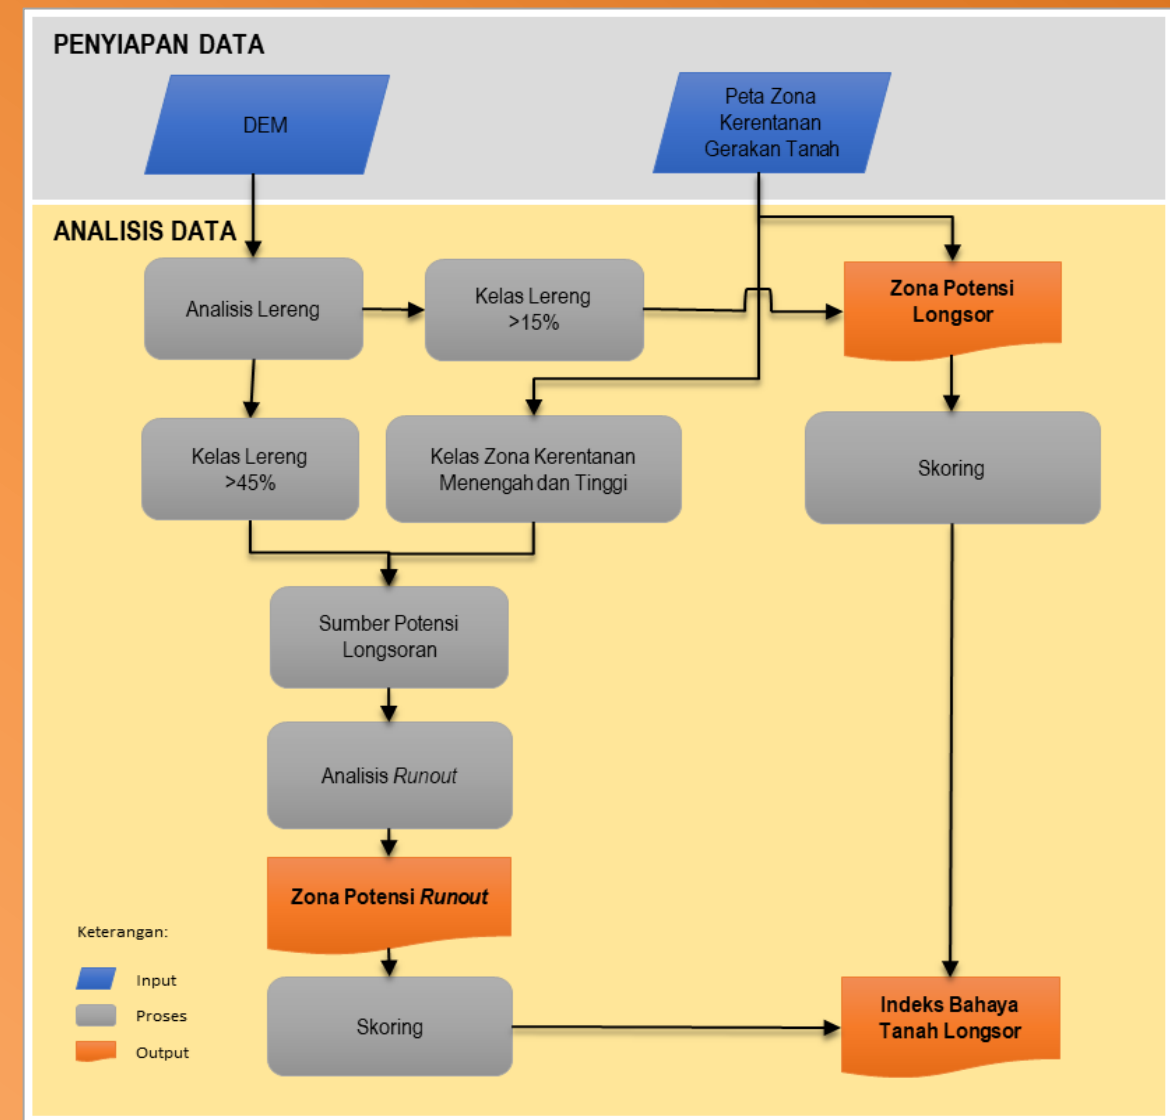 PENYIAPAN DATA
DEM
Peta Zona
Kerentanan
Gerakan Tanah
ANALISIS DATA
Analisis Lereng
Kelas Lereng
>15%
Zona Potensi
Longsor
Kelas Lereng
>45%
Kelas Zona Kerentanan
Menengah dan Tinggi
Skoring
Sumber Potensi
Longsoran
Analisis Runout
Zona Potensi Runout
Skoring
Indeks Bahaya
Tanah Longsor
Keterangan:
Input
Proses
Output